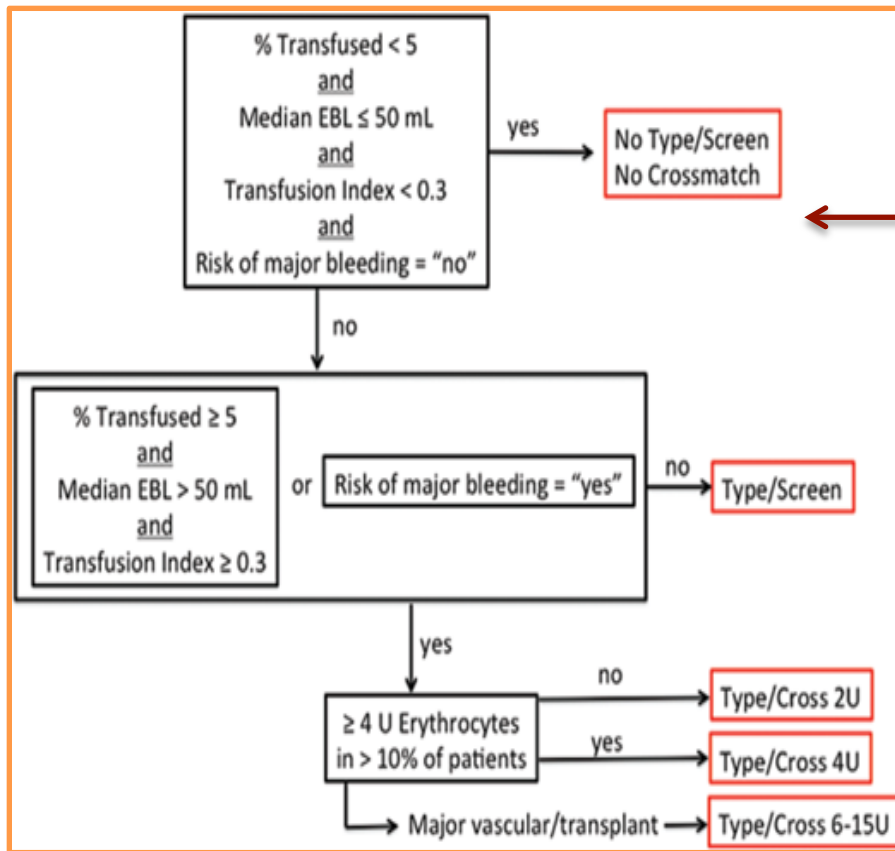 % Transfused < 5
and
Median EBL ≤ 50 mL
and
Transfusion Index < 0.3
and
Risk of major bleeding = “no”
yes
No Type/Screen
No Crossmatch
no
% Transfused ≥ 5
and
Median EBL > 50 mL
and
Transfusion Index ≥ 0.3
or
Risk of major bleeding = “yes”
no
Type/Screen
yes
≥ 4 U Erythrocytes
in > 10% of patients
no
Type/Cross 2U
yes
Type/Cross 4U
Major vascular/transplant
Type/Cross 6-15U